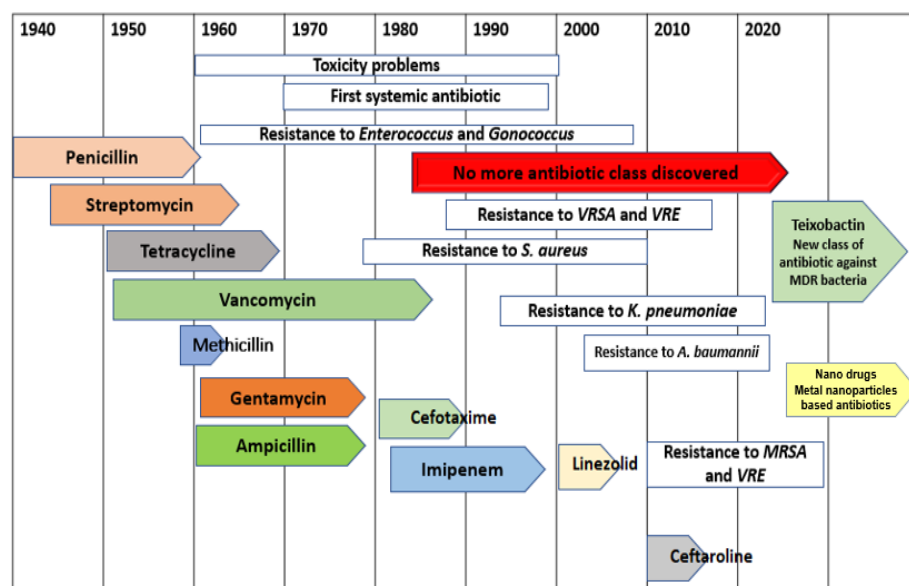 1940 1950 1960 1970 1980 1990 2000 2010 2020
Toxicity problems
First systemic antibiotic
Resistance to Enterococcus and Gonococcus
Penicillin
No more antibiotic class discovered
Streptomycin
Resistance to VRSA and VRE
Teixobactin
New class of
antibiotic against
MDR bacteria
Tetracycline
Resistance to S. aureus
Vancomycin
Resistance to K. pneumoniae
Methicillin
Resistance to A. baumannii
Nano drugs
Metal nanoparticles
based antibiotics
Gentamycin
Cefotaxime
Ampicillin
Imipenem
Linezolid
Resistance to MRSA
and VRE
Ceftaroline